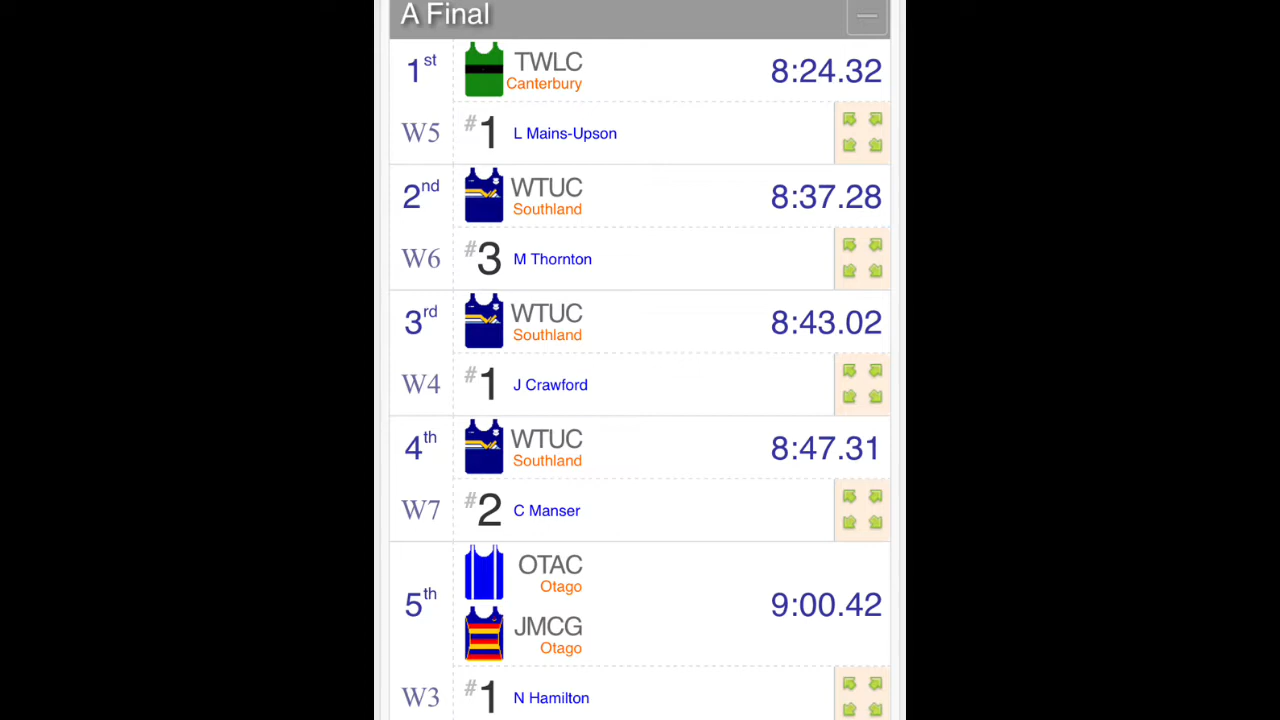 A Final
1st TWLC 8:24.32
Canterbury
W5 #1 L Mains-Upson
2nd WTUC 8:37.28
Southland
W6 #3 M Thornton
3rd WTUC 8:43.02
Southland
W4 #1 J Crawford
4th WTUC 8:47.31
Southland
W7 #2 C Manser
OTAC
Otago
5th 9:00.42
JMCG
Otago
W3 #1 N Hamilton